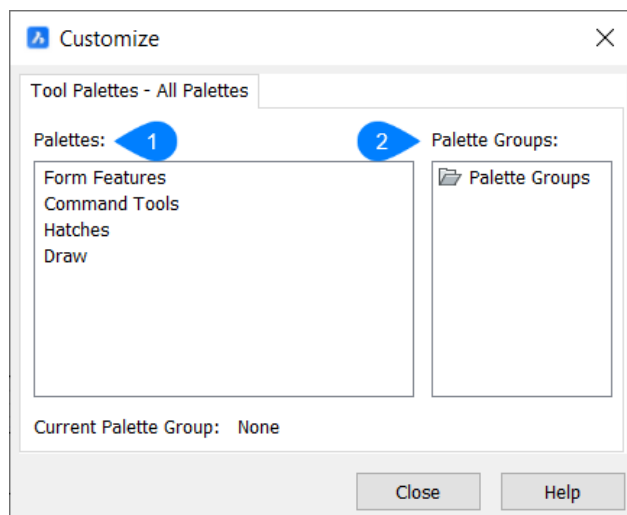 Customize
Tool Palettes - All Palettes
Palettes: 1 2 Palette Groups:
Form Features
Command Tools
Hatches
Draw
Palette Groups
Current Palette Group: None
Close Help